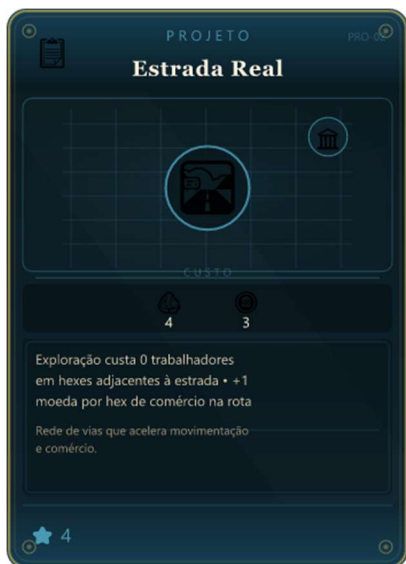 PROJETO
PRO-02
Estrada Real
CUSTO
4
3
Exploração custa 0 trabalhadores
em hexes adjacentes à estrada • +1
moeda por hex de comércio na rota
Rede de vias que acelera movimentação
e comércio.
4